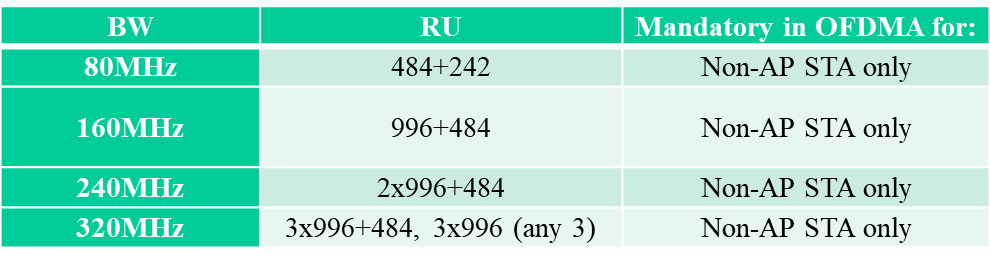 BW RU Mandatory in OFDMA for:
80MHz 484+242 Non-AP STA only
160MHz 996+484 Non-AP STA only
240MHz 2x996+484 Non-AP STA only
320MHz 3x996+484, 3x996 (any 3) Non-AP STA only